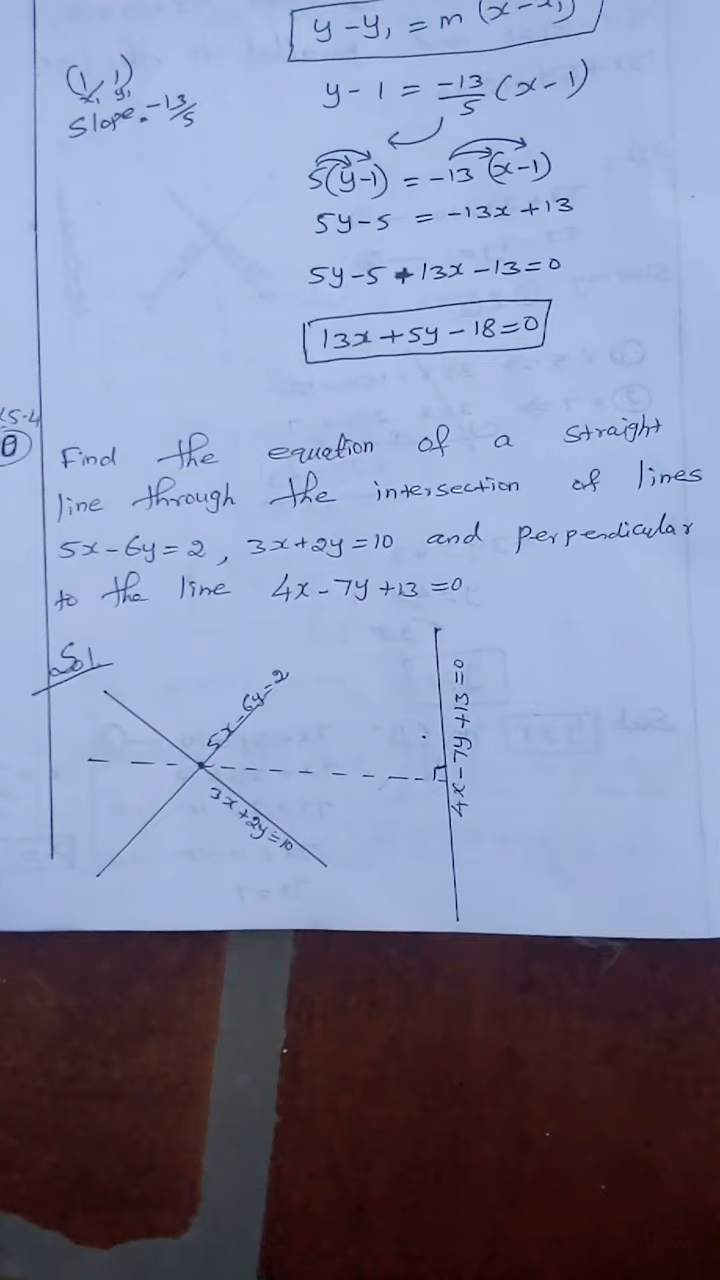 y - y₁ = m (x - x₁)
(1, 1)
x₁ y₁
Slope = -13/5
y - 1 = -13/5 (x - 1)
5(y-1) = -13 (x-1)
5y - 5 = -13x + 13
5y - 5 + 13x - 13 = 0
13x + 5y - 18 = 0
Find the equation of a straight
line through the intersection of lines
5x - 6y = 2, 3x + 2y = 10 and perpendicular
to the line 4x - 7y + 13 = 0
Sol.
5x - 6y = 2
3x + 2y = 10
4x - 7y + 13 = 0